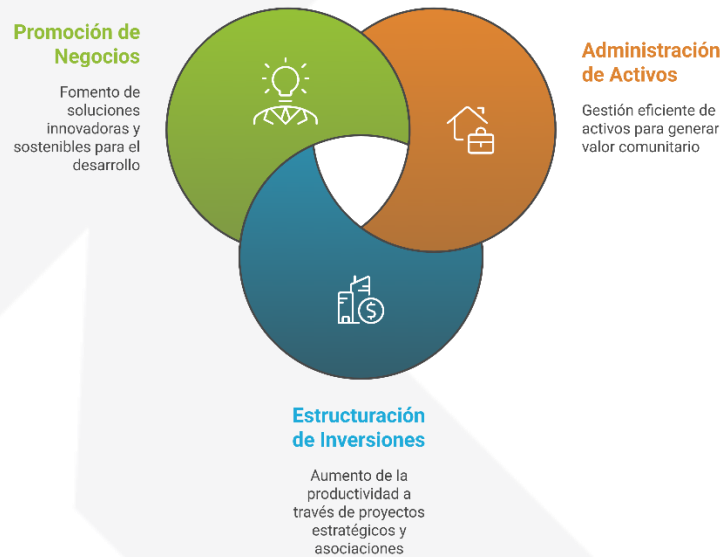 Promoción de
Negocios
Fomento de
soluciones
innovadoras y
sostenibles para el
desarrollo
Administración
de Activos
Gestión eficiente de
activos para generar
valor comunitario
$
Estructuración
de Inversiones
Aumento de la
productividad a
través de proyectos
estratégicos y
asociaciones